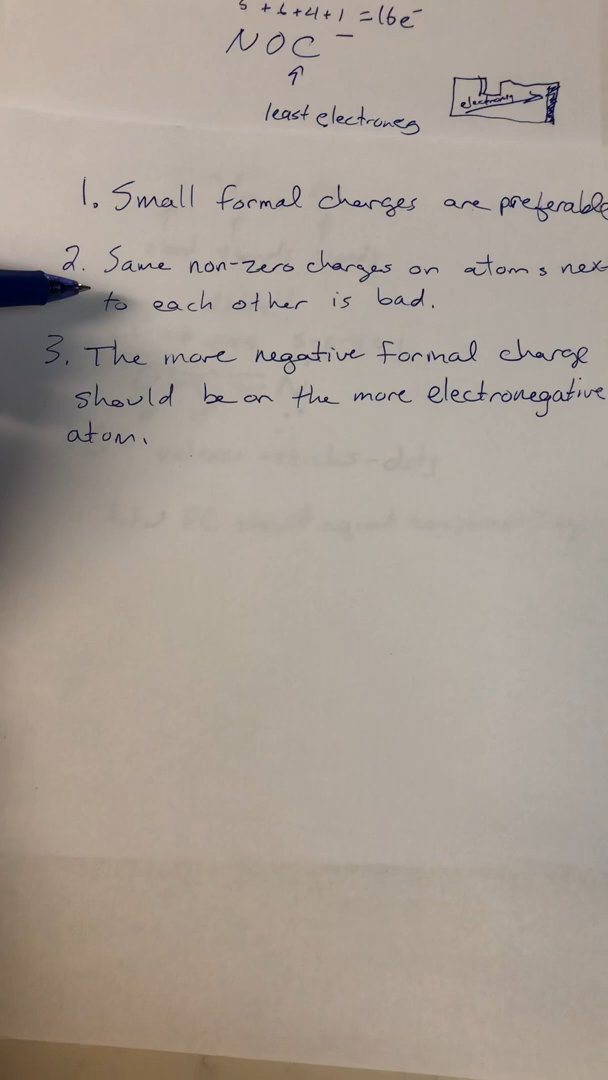 5 + 6 + 4 + 1 = 16e⁻
NOC⁻
↑
least electroneg
electroneg
1. Small formal charges are preferable
2. Same non-zero charges on atoms nex
to each other is bad.
3. The more negative formal charge
should be on the more electronegative
atom.